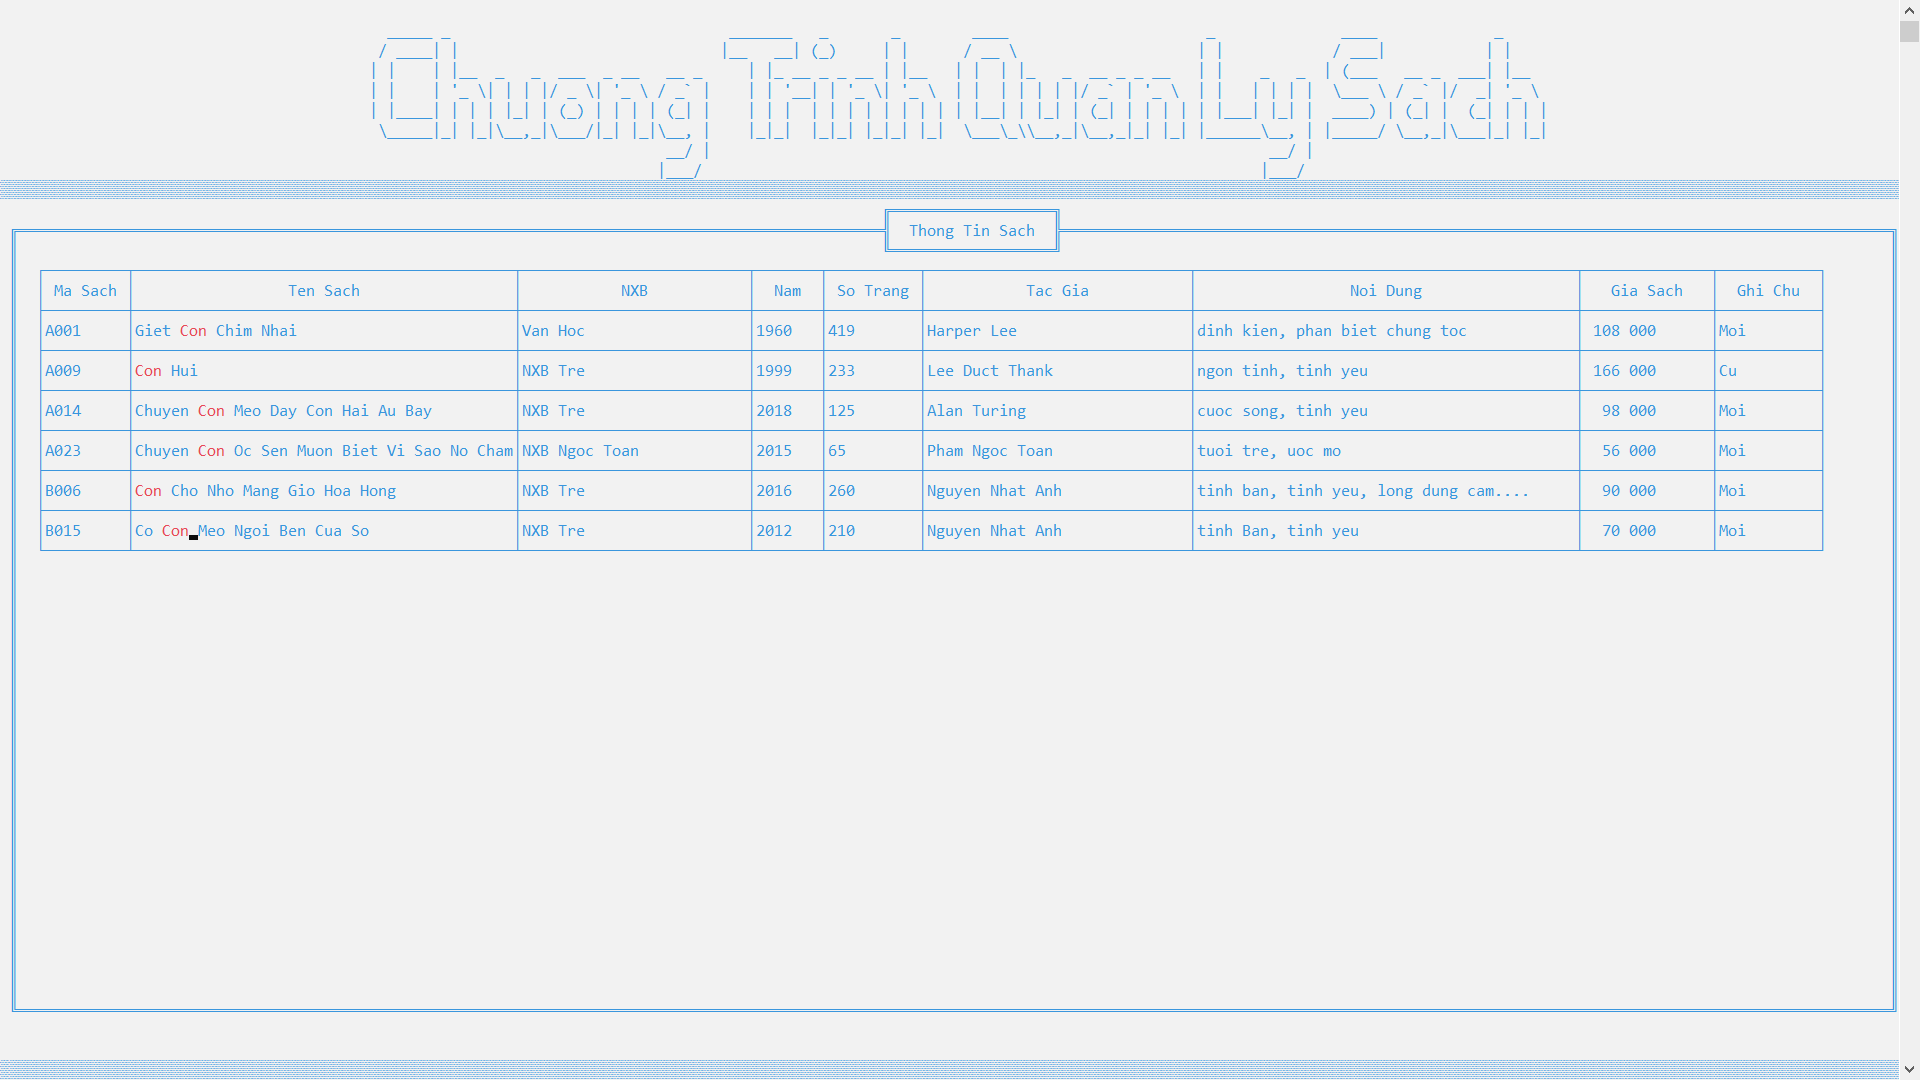 Chuong Trinh Quan Ly Sach
Thong Tin Sach
Ma Sach Ten Sach NXB Nam So Trang Tac Gia Noi Dung Gia Sach Ghi Chu
A001 Giet Con Chim Nhai Van Hoc 1960 419 Harper Lee dinh kien, phan biet chung toc 108 000 Moi
A009 Con Hui NXB Tre 1999 233 Lee Duct Thank ngon tinh, tinh yeu 166 000 Cu
A014 Chuyen Con Meo Day Con Hai Au Bay NXB Tre 2018 125 Alan Turing cuoc song, tinh yeu 98 000 Moi
A023 Chuyen Con Oc Sen Muon Biet Vi Sao No Cham NXB Ngoc Toan 2015 65 Pham Ngoc Toan tuoi tre, uoc mo 56 000 Moi
B006 Con Cho Nho Mang Gio Hoa Hong NXB Tre 2016 260 Nguyen Nhat Anh tinh ban, tinh yeu, long dung cam.... 90 000 Moi
B015 Co Con Meo Ngoi Ben Cua So NXB Tre 2012 210 Nguyen Nhat Anh tinh Ban, tinh yeu 70 000 Moi